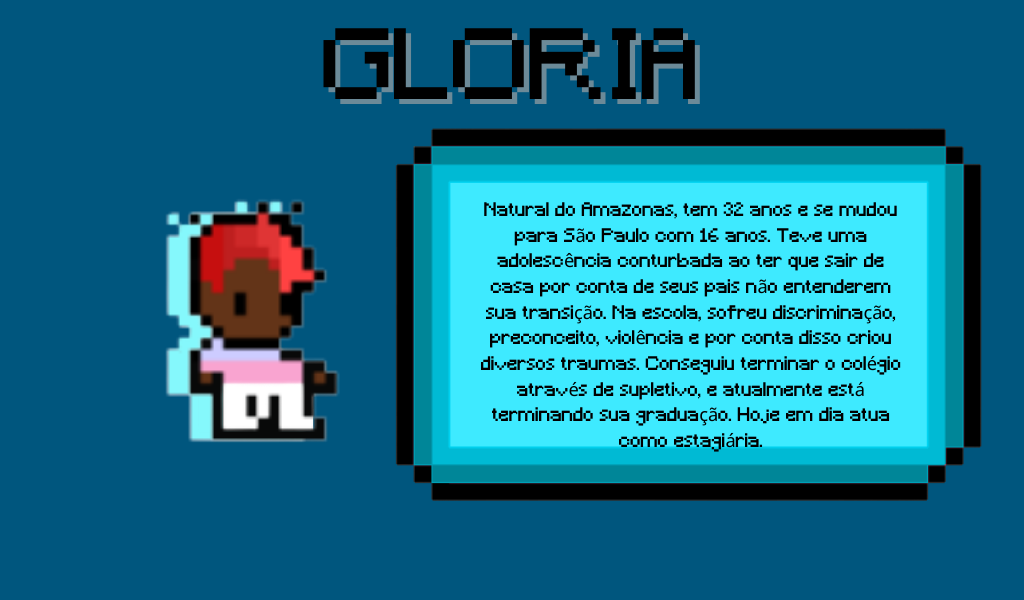 GLORIA
Natural do Amazonas, tem 32 anos e se mudou
para São Paulo com 16 anos. Teve uma
adolescência conturbada ao ter que sair de
casa por conta de seus pais não entenderem
sua transição. Na escola, sofreu discriminação,
preconceito, violência e por conta disso criou
diversos traumas. Conseguiu terminar o colégio
através de supletivo, e atualmente está
terminando sua graduação. Hoje em dia atua
como estagiária.